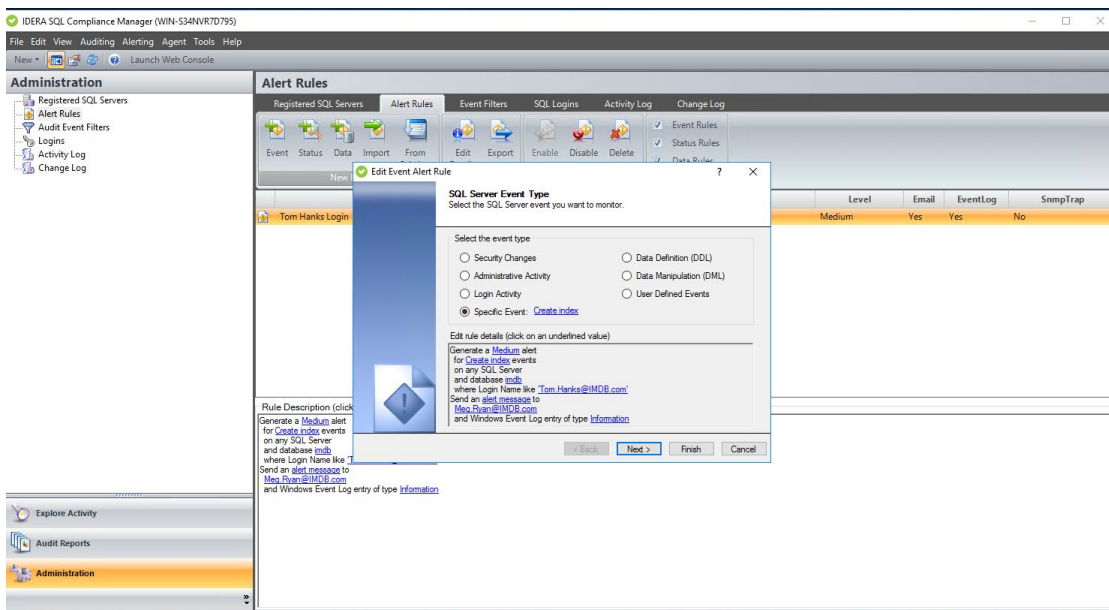 IDERA SQL Compliance Manager (WIN-S34NVR7D795)
File Edit View Auditing Alerting Agent Tools Help
New Launch Web Console
Administration
Registered SQL Servers
Alert Rules
Audit Event Filters
Logins
Activity Log
Change Log
Explore Activity
Audit Reports
Administration
Alert Rules
Registered SQL Servers Alert Rules Event Filters SQL Logins Activity Log Change Log
Event Status Data Import From Edit Export Enable Disable Delete
Event Rules
Status Rules
Data Rules
New
Level Email EventLog SnmpTrap
Tom Hanks Login Medium Yes Yes No
Edit Event Alert Rule ? X
SQL Server Event Type
Select the SQL Server event you want to monitor.
Select the event type
Security Changes Data Definition (DDL)
Administrative Activity Data Manipulation (DML)
Login Activity User Defined Events
Specific Event: Create index
Edit rule details (click on an underlined value)
Generate a Medium alert
for Create index events
on any SQL Server
and database imdb
where Login Name like 'Tom.Hanks@IMDB.com'
Send an alert message to
Meg.Ryan@IMDB.com
and Windows Event Log entry of type Information
< Back Next > Finish Cancel
Rule Description (click
Generate a Medium alert
for Create index events
on any SQL Server
and database imdb
where Login Name like
Send an alert message to
Meg.Ryan@IMDB.com
and Windows Event Log entry of type Information